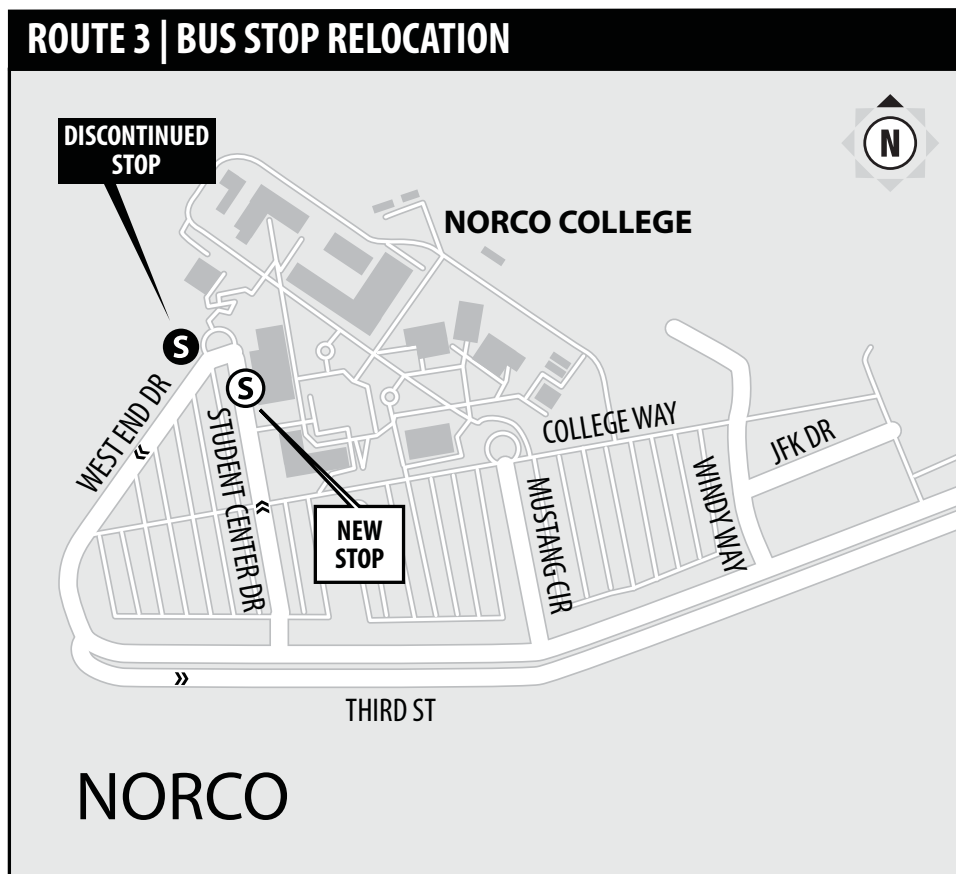 ROUTE 3 | BUS STOP RELOCATION
DISCONTINUED
STOP
N
NORCO COLLEGE
S
S
WEST END DR
STUDENT CENTER DR
COLLEGE WAY
JFK DR
WINDY WAY
MUSTANG CIR
NEW
STOP
THIRD ST
NORCO